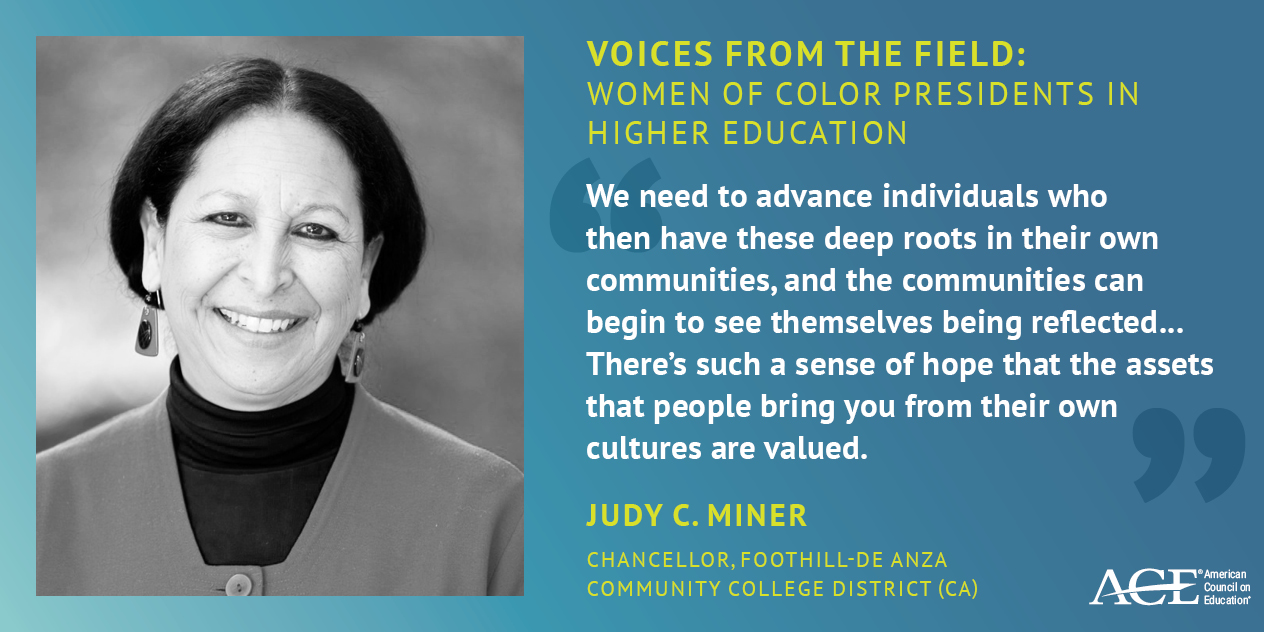 VOICES FROM THE FIELD:
WOMEN OF COLOR PRESIDENTS IN
HIGHER EDUCATION
We need to advance individuals who
then have these deep roots in their own
communities, and the communities can
begin to see themselves being reflected...
There's such a sense of hope that the assets
that people bring you from their own
cultures are valued.
JUDY C. MINER
CHANCELLOR, FOOTHILL-DE ANZA
COMMUNITY COLLEGE DISTRICT (CA)
ACE®
American
Council on
Education®